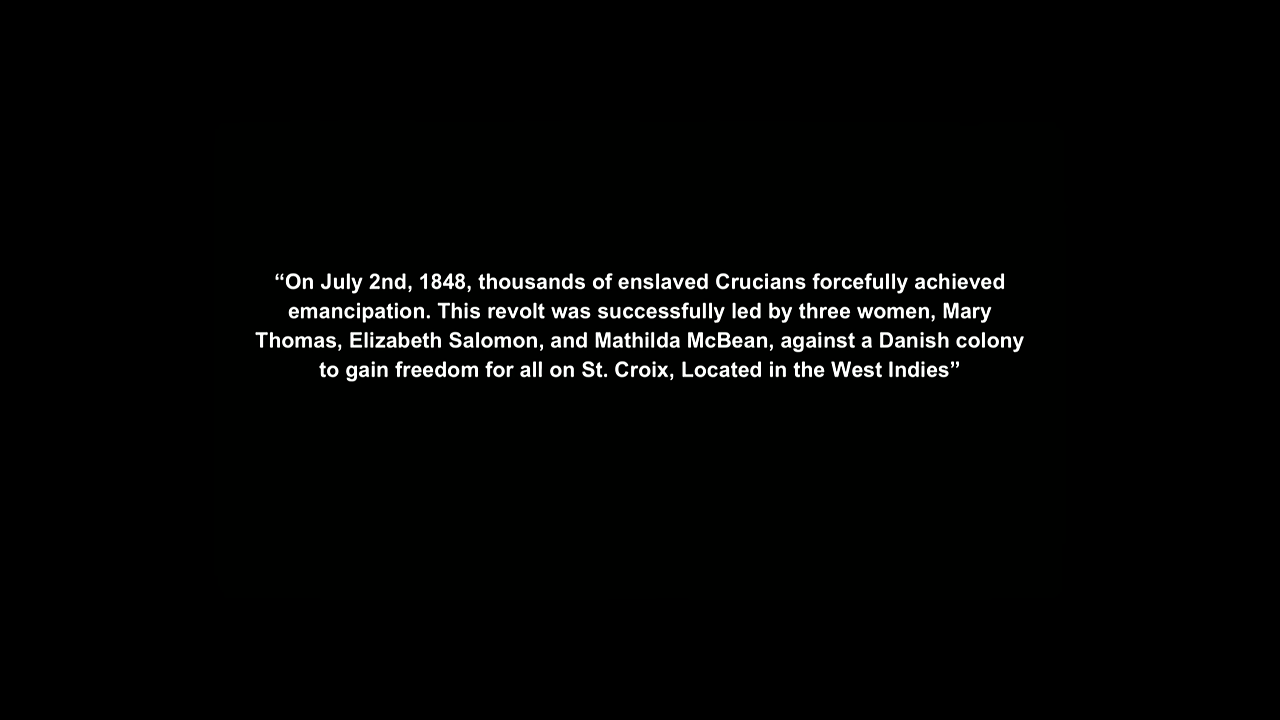 “On July 2nd, 1848, thousands of enslaved Crucians forcefully achieved
emancipation. This revolt was successfully led by three women, Mary
Thomas, Elizabeth Salomon, and Mathilda McBean, against a Danish colony
to gain freedom for all on St. Croix, Located in the West Indies”